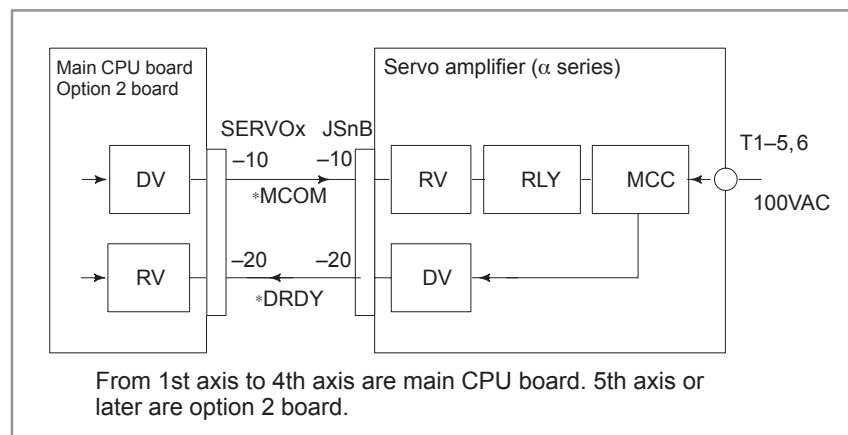 Main CPU board
Option 2 board
Servo amplifier (α series)
SERVOx
JSnB
T1–5, 6
DV
–10
–10
RV
RLY
MCC
*MCOM
100VAC
RV
–20
–20
DV
*DRDY
From 1st axis to 4th axis are main CPU board. 5th axis or
later are option 2 board.